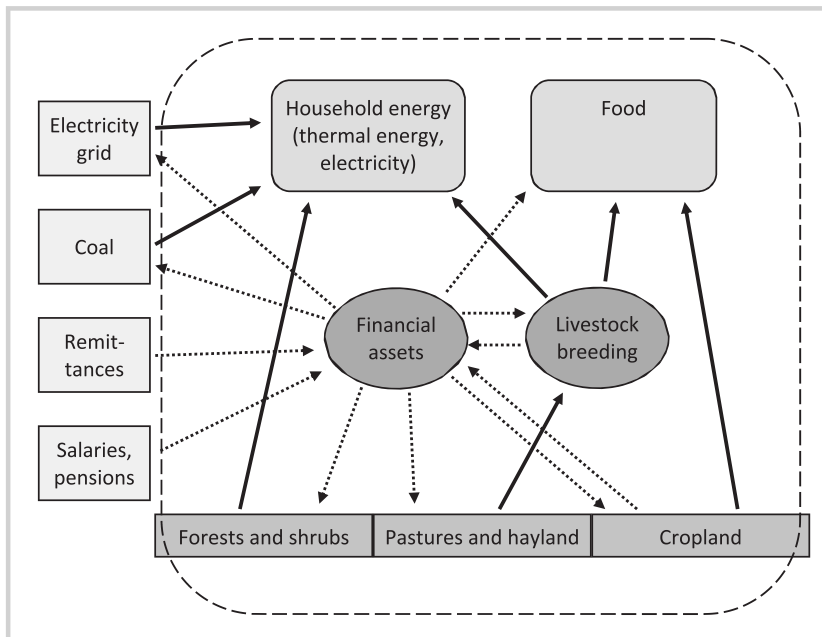 Electricity
grid
Coal
Remit-
tances
Salaries,
pensions
Household energy
(thermal energy,
electricity)
Food
Financial
assets
Livestock
breeding
Forests and shrubs
Pastures and hayland
Cropland